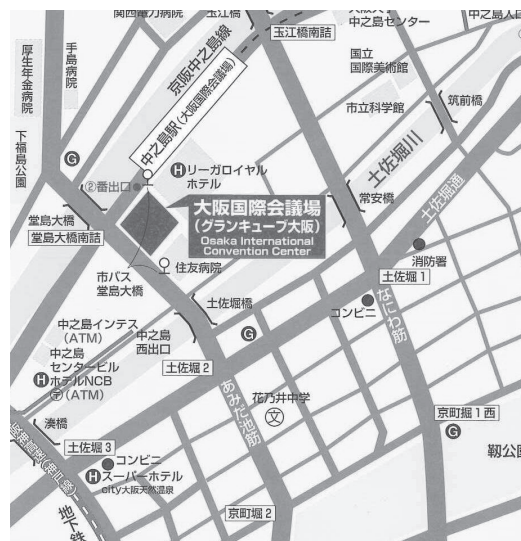 関西電力病院
玉江橋
中之島センター
玉江橋南詰
厚生年金病院
手島病院
京阪中之島線
国立
国際美術館
市立科学館
筑前橋
下福島公園
中之島駅(大阪国際会議場)
土佐堀川
G
H リーガロイヤル
ホテル
②番出口
常安橋
土佐堀通
堂島大橋
堂島大橋南詰
大阪国際会議場
(グランキューブ大阪)
Osaka International
Convention Center
消防署
市バス
堂島大橋
住友病院
土佐堀1
なにわ筋
コンビニ
土佐堀橋
中之島インテス
(ATM)
中之島
西出口
G
中之島
センタービル
H ホテルNCB
〒(ATM)
土佐堀2
あみだ池筋
花乃井中学
文
京町堀1西
G
湊橋
土佐堀3
コンビニ
H スーパーホテル
city大阪天然温泉
地下鉄
京町堀2
靱公園